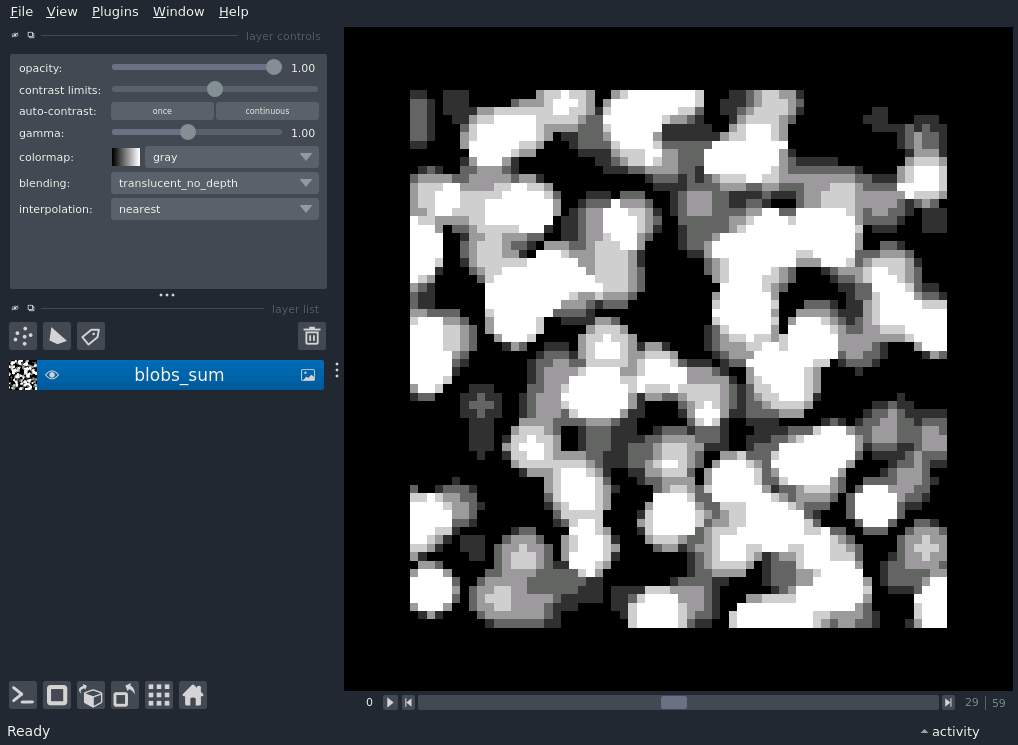 File View Plugins Window Help
layer controls
opacity: 1.00
contrast limits:
auto-contrast: once continuous
gamma: 1.00
colormap: gray
blending: translucent_no_depth
interpolation: nearest
layer list
blobs_sum
0 29 | 59
Ready activity